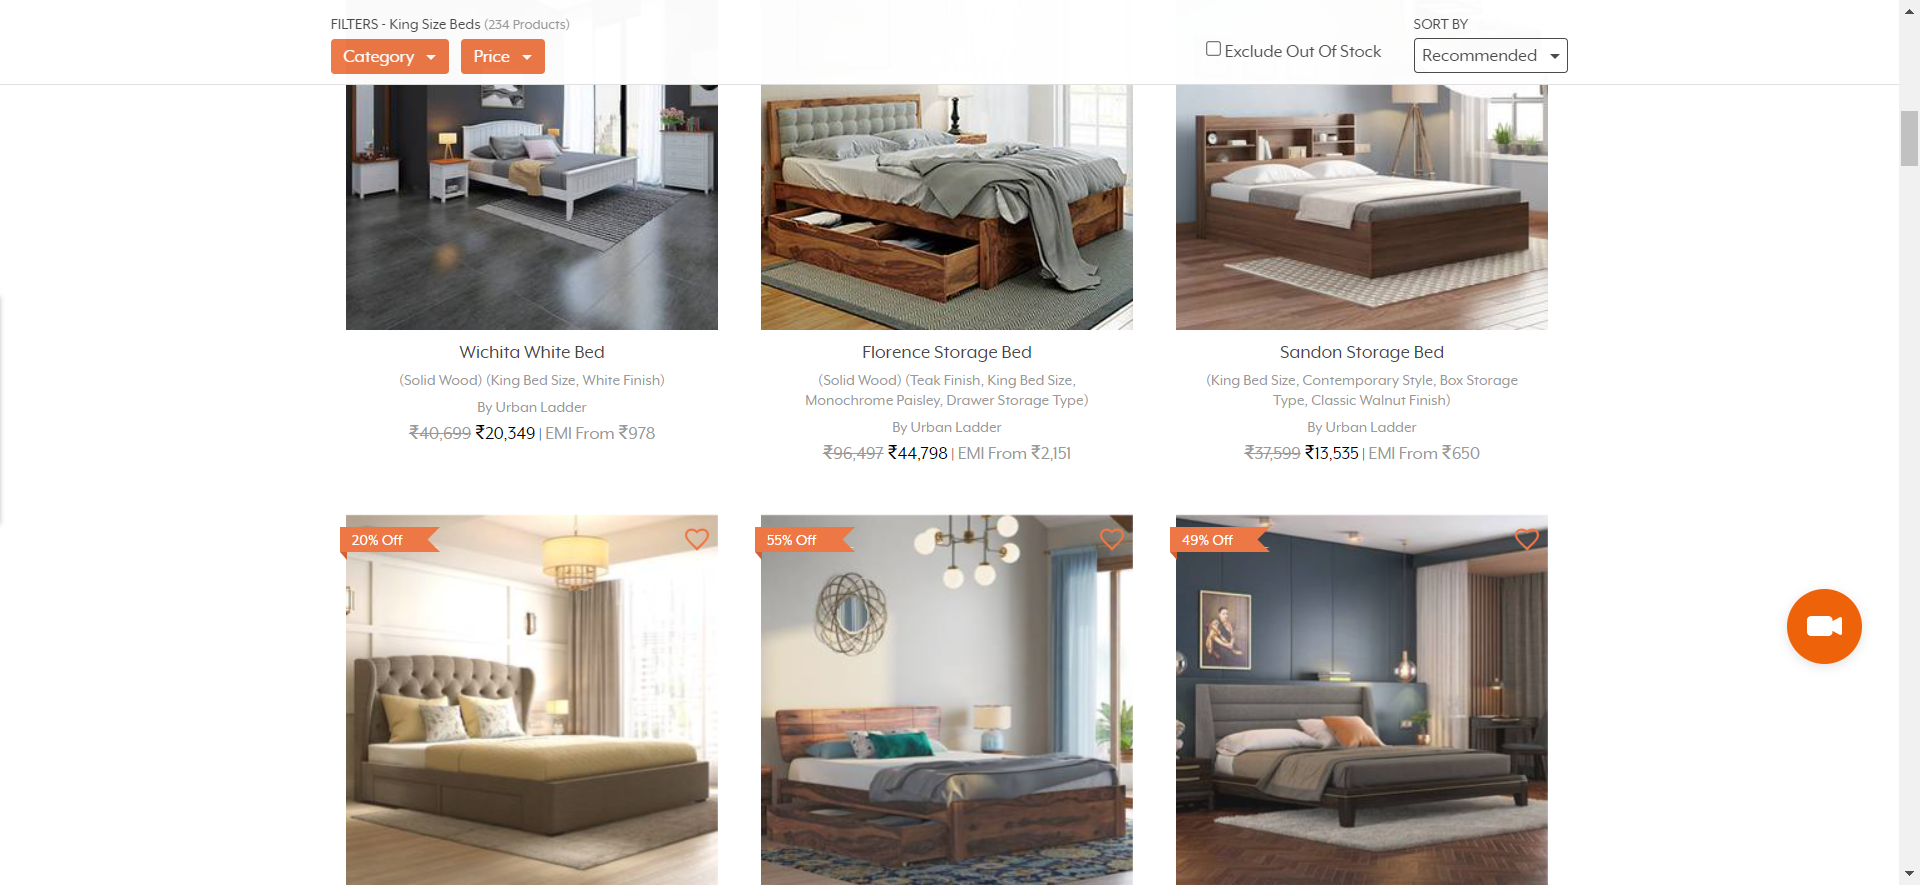 FILTERS - King Size Beds (234 Products)
Category
Price
Exclude Out Of Stock
SORT BY
Recommended
Wichita White Bed
(Solid Wood) (King Bed Size, White Finish)
By Urban Ladder
₹40,699 ₹20,349 | EMI From ₹978
Florence Storage Bed
(Solid Wood) (Teak Finish, King Bed Size,
Monochrome Paisley, Drawer Storage Type)
By Urban Ladder
₹96,497 ₹44,798 | EMI From ₹2,151
Sandon Storage Bed
(King Bed Size, Contemporary Style, Box Storage
Type, Classic Walnut Finish)
By Urban Ladder
₹37,599 ₹13,535 | EMI From ₹650
20% Off
55% Off
49% Off